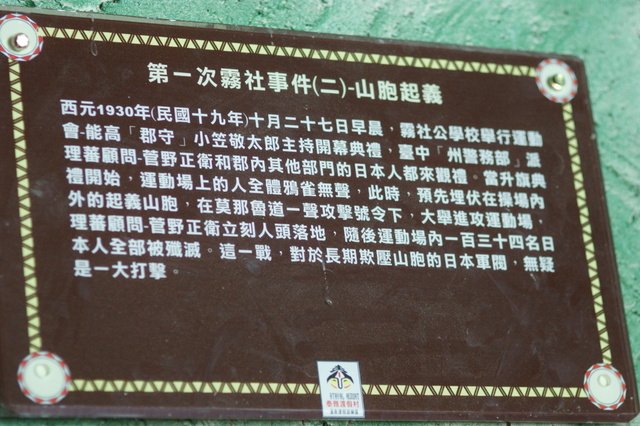 第一次霧社事件(二)-山胞起義
西元1930年(民國十九年)十月二十七日早晨，霧社公學校舉行運動
會-能高「郡守」小笠敬太郎主持開幕典禮，臺中「州警務部」派
理蕃顧問-菅野正衛和郡內其他部門的日本人都來觀禮。當升旗典
禮開始，運動場上的人全體鴉雀無聲，此時，預先埋伏在操場內
外的起義山胞，在莫那魯道一聲攻擊號令下，大舉進攻運動場，
理蕃顧問-菅野正衛立刻人頭落地，隨後運動場內一百三十四名日
本人全部被殲滅。這一戰，對於長期欺壓山胞的日本軍閥，無疑
是一大打擊。
ATAYAL RESORT
泰雅渡假村